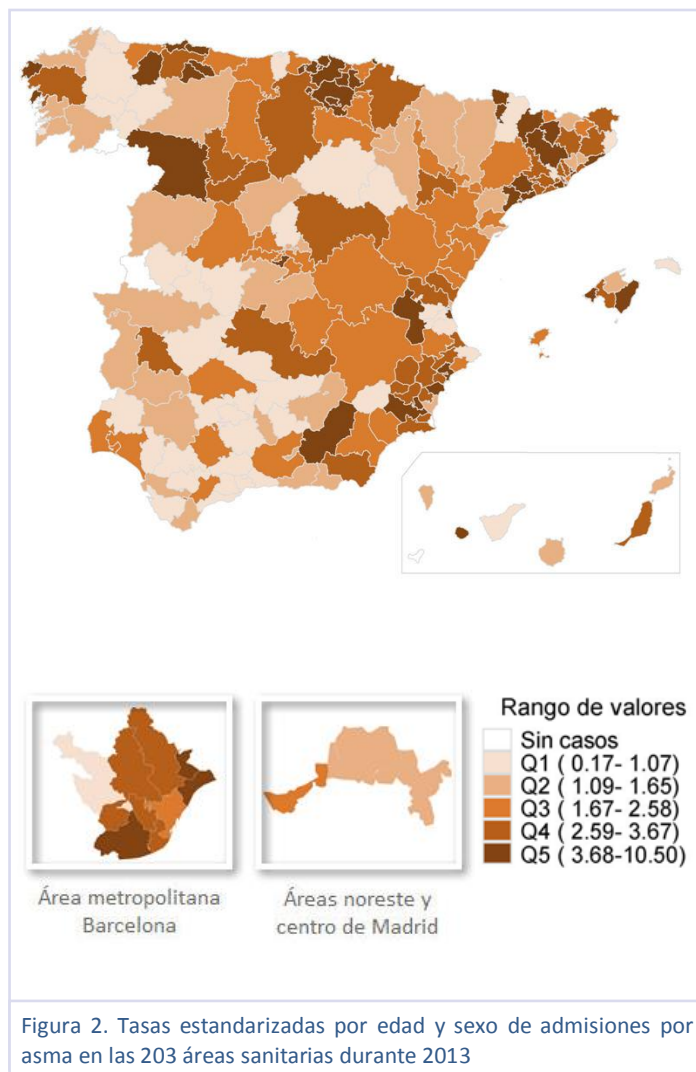 Rango de valores
Sin casos
Q1 ( 0.17- 1.07)
Q2 ( 1.09- 1.65)
Q3 ( 1.67- 2.58)
Q4 ( 2.59- 3.67)
Q5 ( 3.68-10.50)
Área metropolitana
Barcelona
Áreas noreste y
centro de Madrid
Figura 2. Tasas estandarizadas por edad y sexo de admisiones por
asma en las 203 áreas sanitarias durante 2013